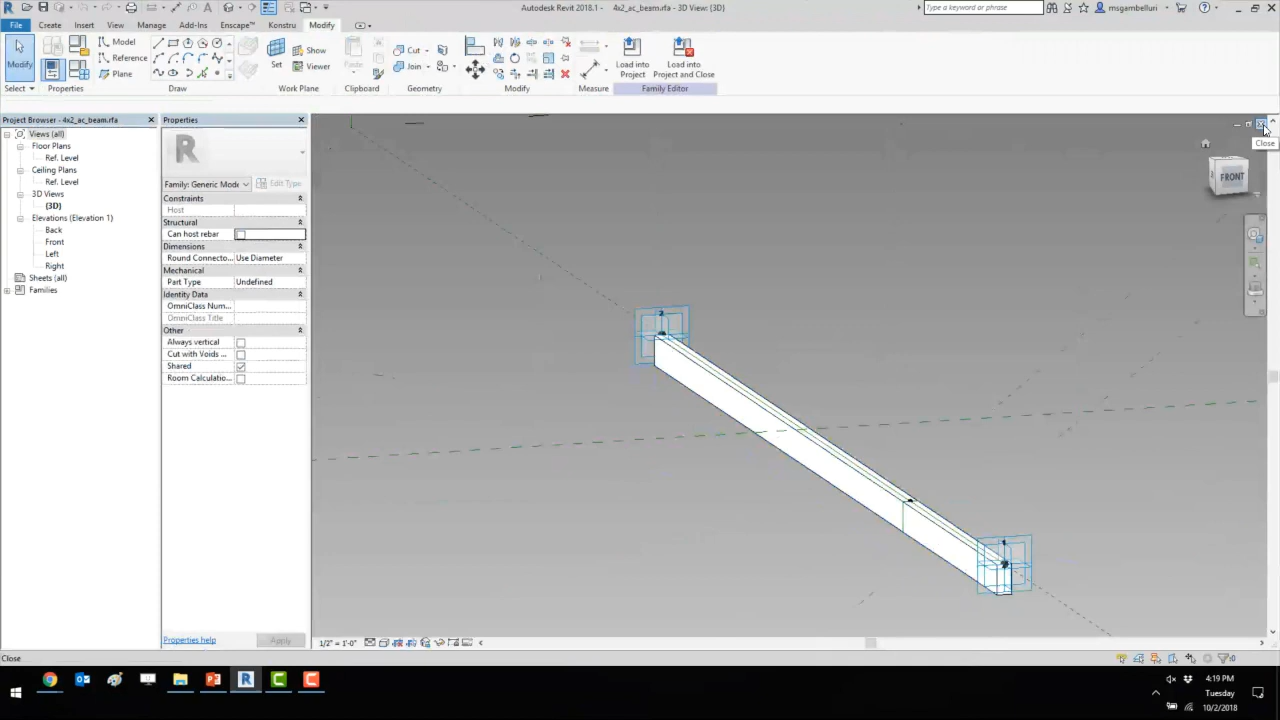 Autodesk Revit 2018.1 - 4x2_ac_beam.rfa - 3D View: {3D}
Type a keyword or phrase
msgambelluri
File Create Insert View Manage Add-Ins Enscape™ Konstru Modify
Modify
Model
Reference
Plane
Set
Show
Viewer
Paste
Cut
Join
Load into
Project
Load into
Project and Close
Select Properties Draw Work Plane Clipboard Geometry Modify Measure Family Editor
Project Browser - 4x2_ac_beam.rfa
Views (all)
Floor Plans
Ref. Level
Ceiling Plans
Ref. Level
3D Views
{3D}
Elevations (Elevation 1)
Back
Front
Left
Right
Sheets (all)
Families
Properties
R
Family: Generic Mode
Edit Type
Constraints
Host
Structural
Can host rebar
Dimensions
Round Connecto... Use Diameter
Mechanical
Part Type Undefined
Identity Data
OmniClass Num...
OmniClass Title
Other
Always vertical
Cut with Voids ...
Shared
Room Calculatio...
Properties help
Apply
Close
FRONT
2
1
1/2" = 1'-0"
Close
:0
4:19 PM
Tuesday
10/2/2018